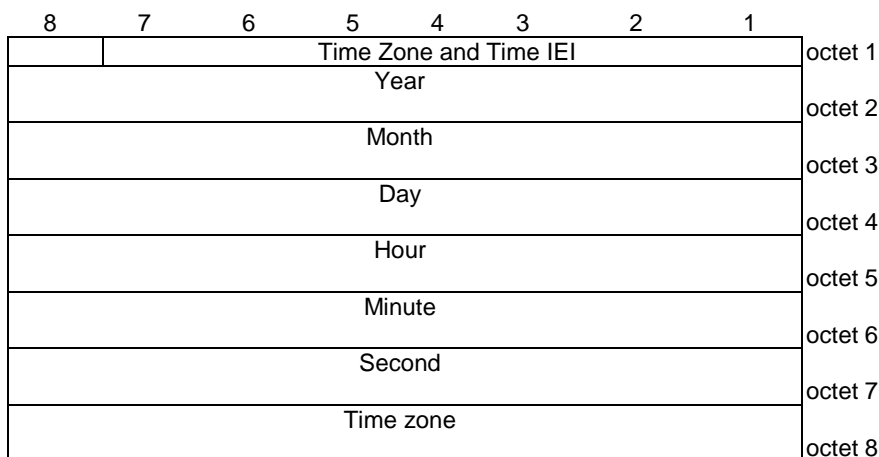 8 7 6 5 4 3 2 1
Time Zone and Time IEI octet 1
Year
octet 2
Month
octet 3
Day
octet 4
Hour
octet 5
Minute
octet 6
Second
octet 7
Time zone
octet 8